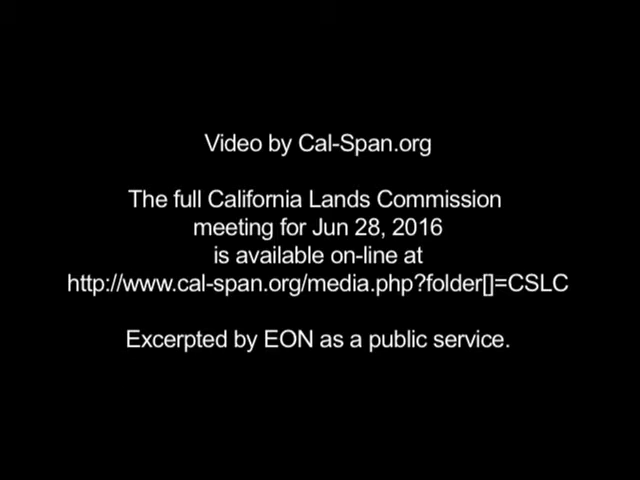 Video by Cal-Span.org
The full California Lands Commission
meeting for Jun 28, 2016
is available on-line at
http://www.cal-span.org/media.php?folder[]=CSLC
Excerpted by EON as a public service.